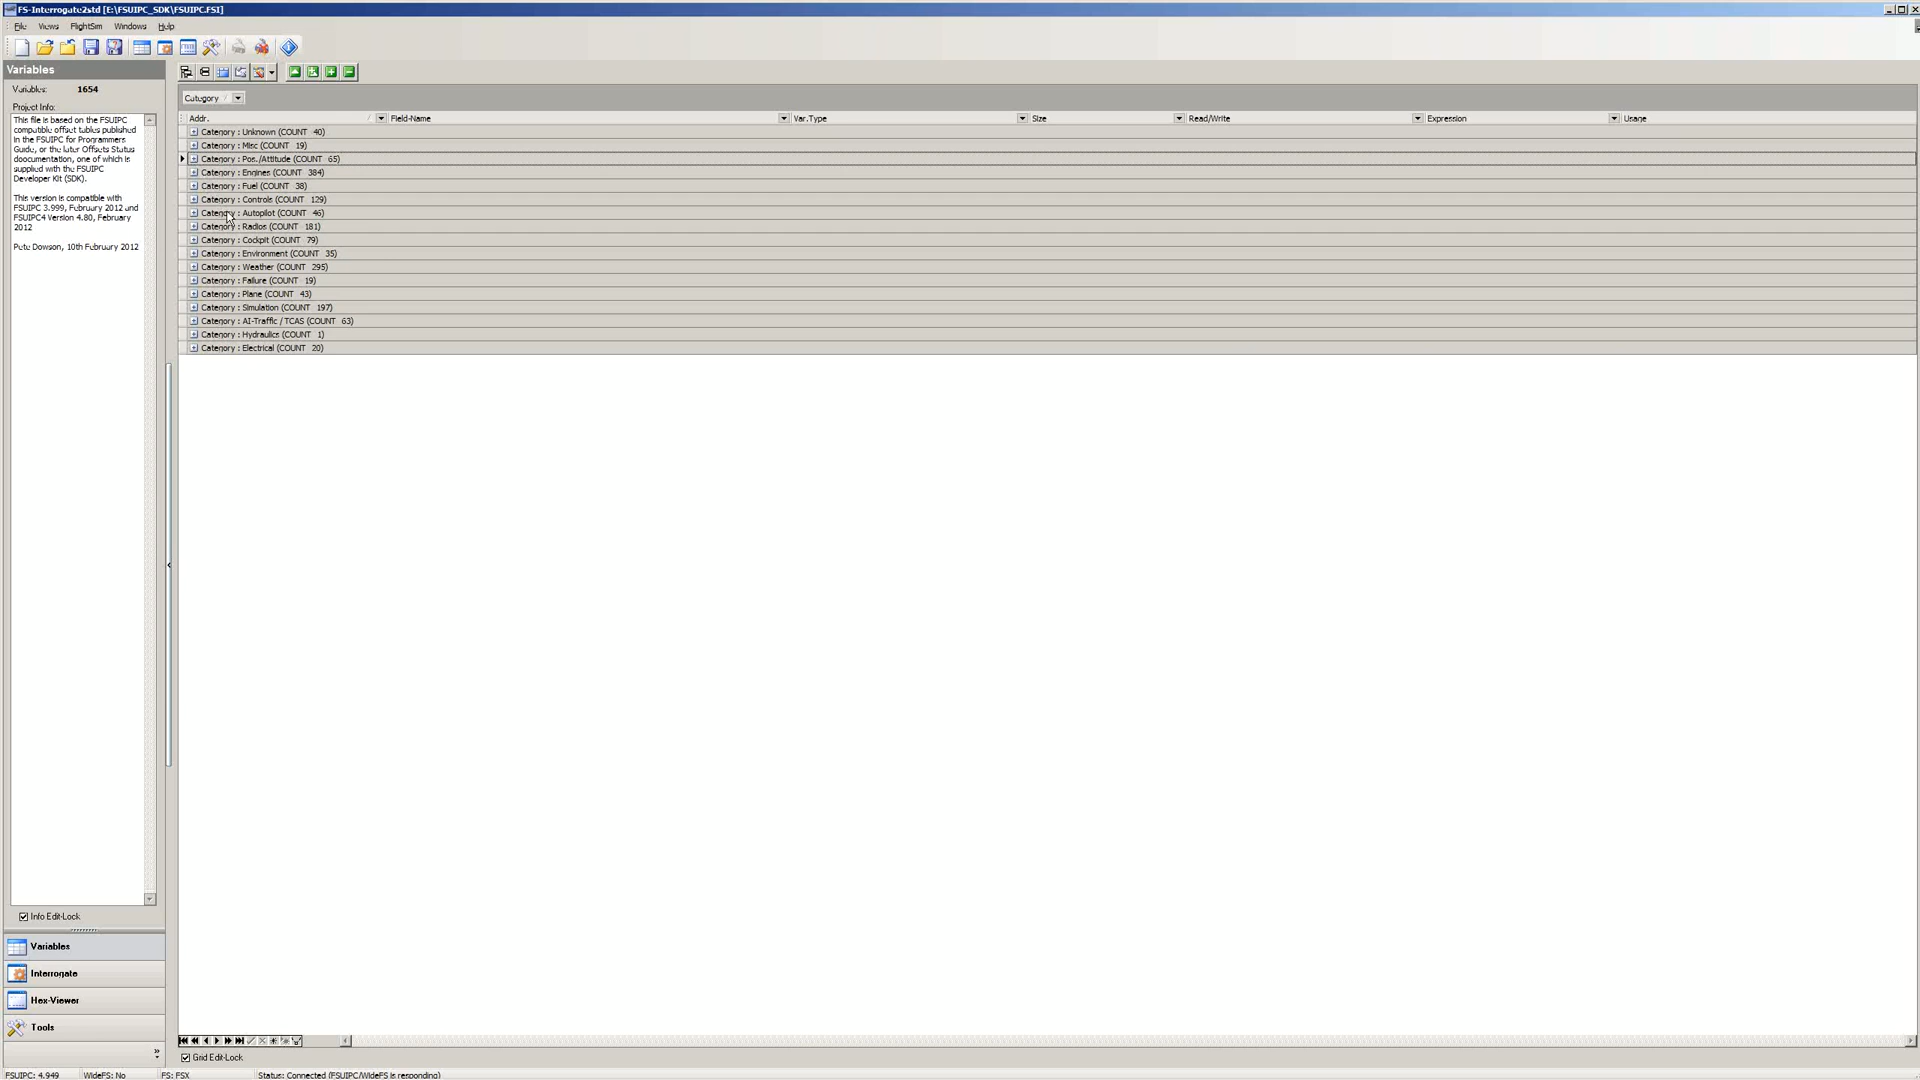 FS-Interrogate2std [E:\FSUIPC_SDK\FSUIPC.FSI]
File Views FlightSim Windows Help
Variables
Variables: 1654
Project Info:
This file is based on the FSUIPC
compatible offset tables published
in the FSUIPC for Programmers
Guide, or the later Offsets Status
doocumentation, one of which is
supplied with the FSUIPC
Developer Kit (SDK).
This version is compatible with
FSUIPC 3.999, February 2012 and
FSUIPC4 Version 4.80, February
2012
Pete Dowson, 10th February 2012
Info Edit-Lock
Variables
Interrogate
Hex-Viewer
Tools
Category
Addr. Field-Name Var.Type Size Read/Write Expression Usage
Category : Unknown (COUNT 40)
Category : Misc (COUNT 19)
Category : Pos./Attitude (COUNT 65)
Category : Engines (COUNT 384)
Category : Fuel (COUNT 38)
Category : Controls (COUNT 129)
Category : Autopilot (COUNT 46)
Category : Radios (COUNT 181)
Category : Cockpit (COUNT 79)
Category : Environment (COUNT 35)
Category : Weather (COUNT 295)
Category : Failure (COUNT 19)
Category : Plane (COUNT 43)
Category : Simulation (COUNT 197)
Category : AI-Traffic / TCAS (COUNT 63)
Category : Hydraulics (COUNT 1)
Category : Electrical (COUNT 20)
Grid Edit-Lock
FSUIPC: 4.949 WideFS: No FS: FSX Status: Connected (FSUIPC/WideFS is responding)